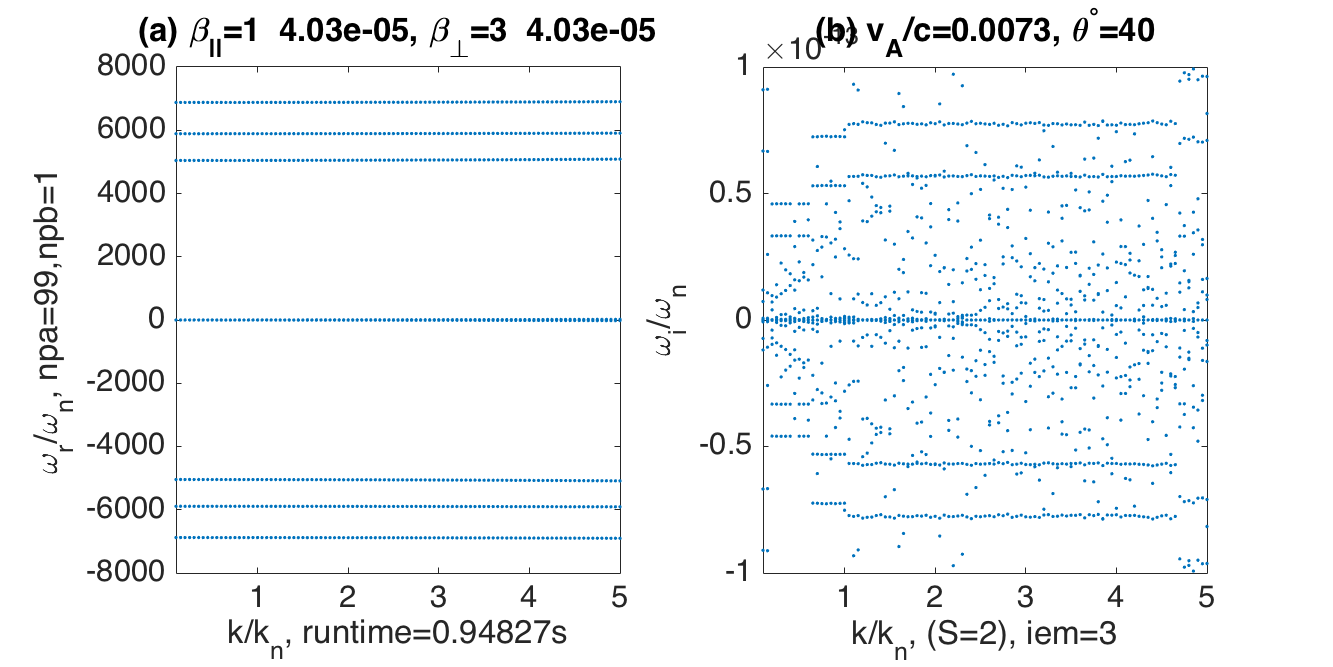 (a) β||=1 4.03e-05, β⊥=3 4.03e-05
8000
6000
4000
2000
0
-2000
-4000
-6000
-8000
ωr/ωn, npa=99,npb=1
1 2 3 4 5
k/kn, runtime=0.94827s
(b) vA/c=0.0073, θ°=40
×10-13
1
0.5
0
-0.5
-1
ωi/ωn
1 2 3 4 5
k/kn, (S=2), iem=3